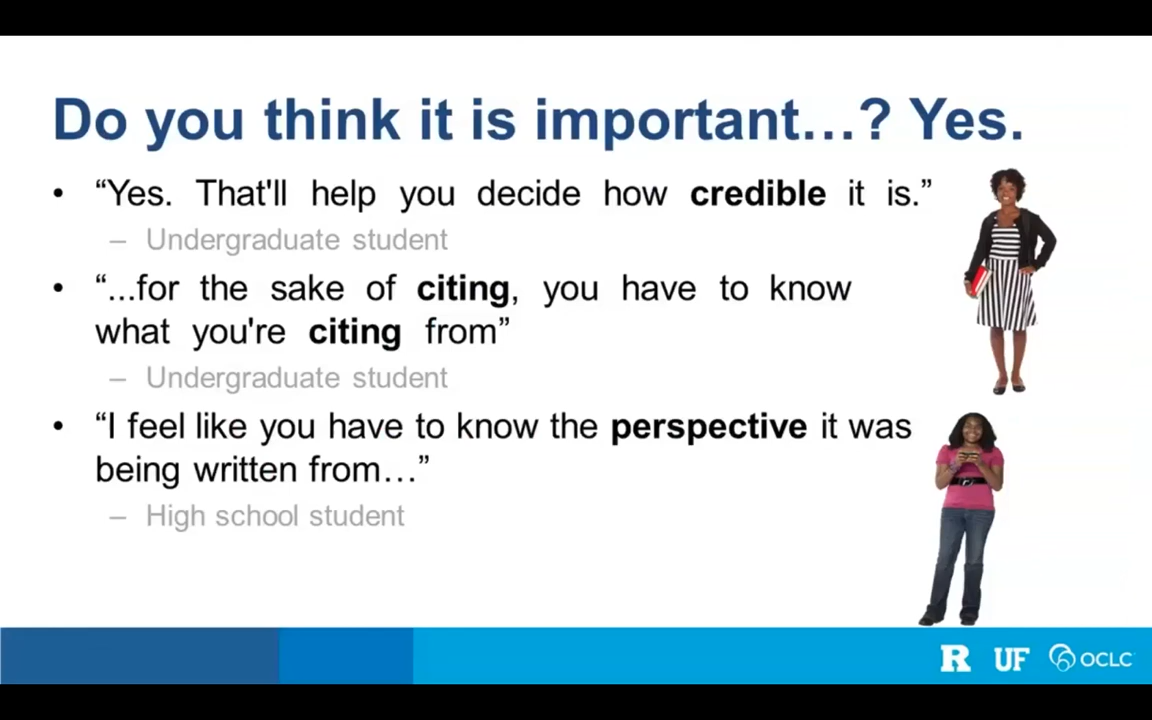 Do you think it is important…? Yes.
• “Yes. That'll help you decide how credible it is.”
– Undergraduate student
• “...for the sake of citing, you have to know
what you're citing from”
– Undergraduate student
• “I feel like you have to know the perspective it was
being written from…”
– High school student
R UF OCLC